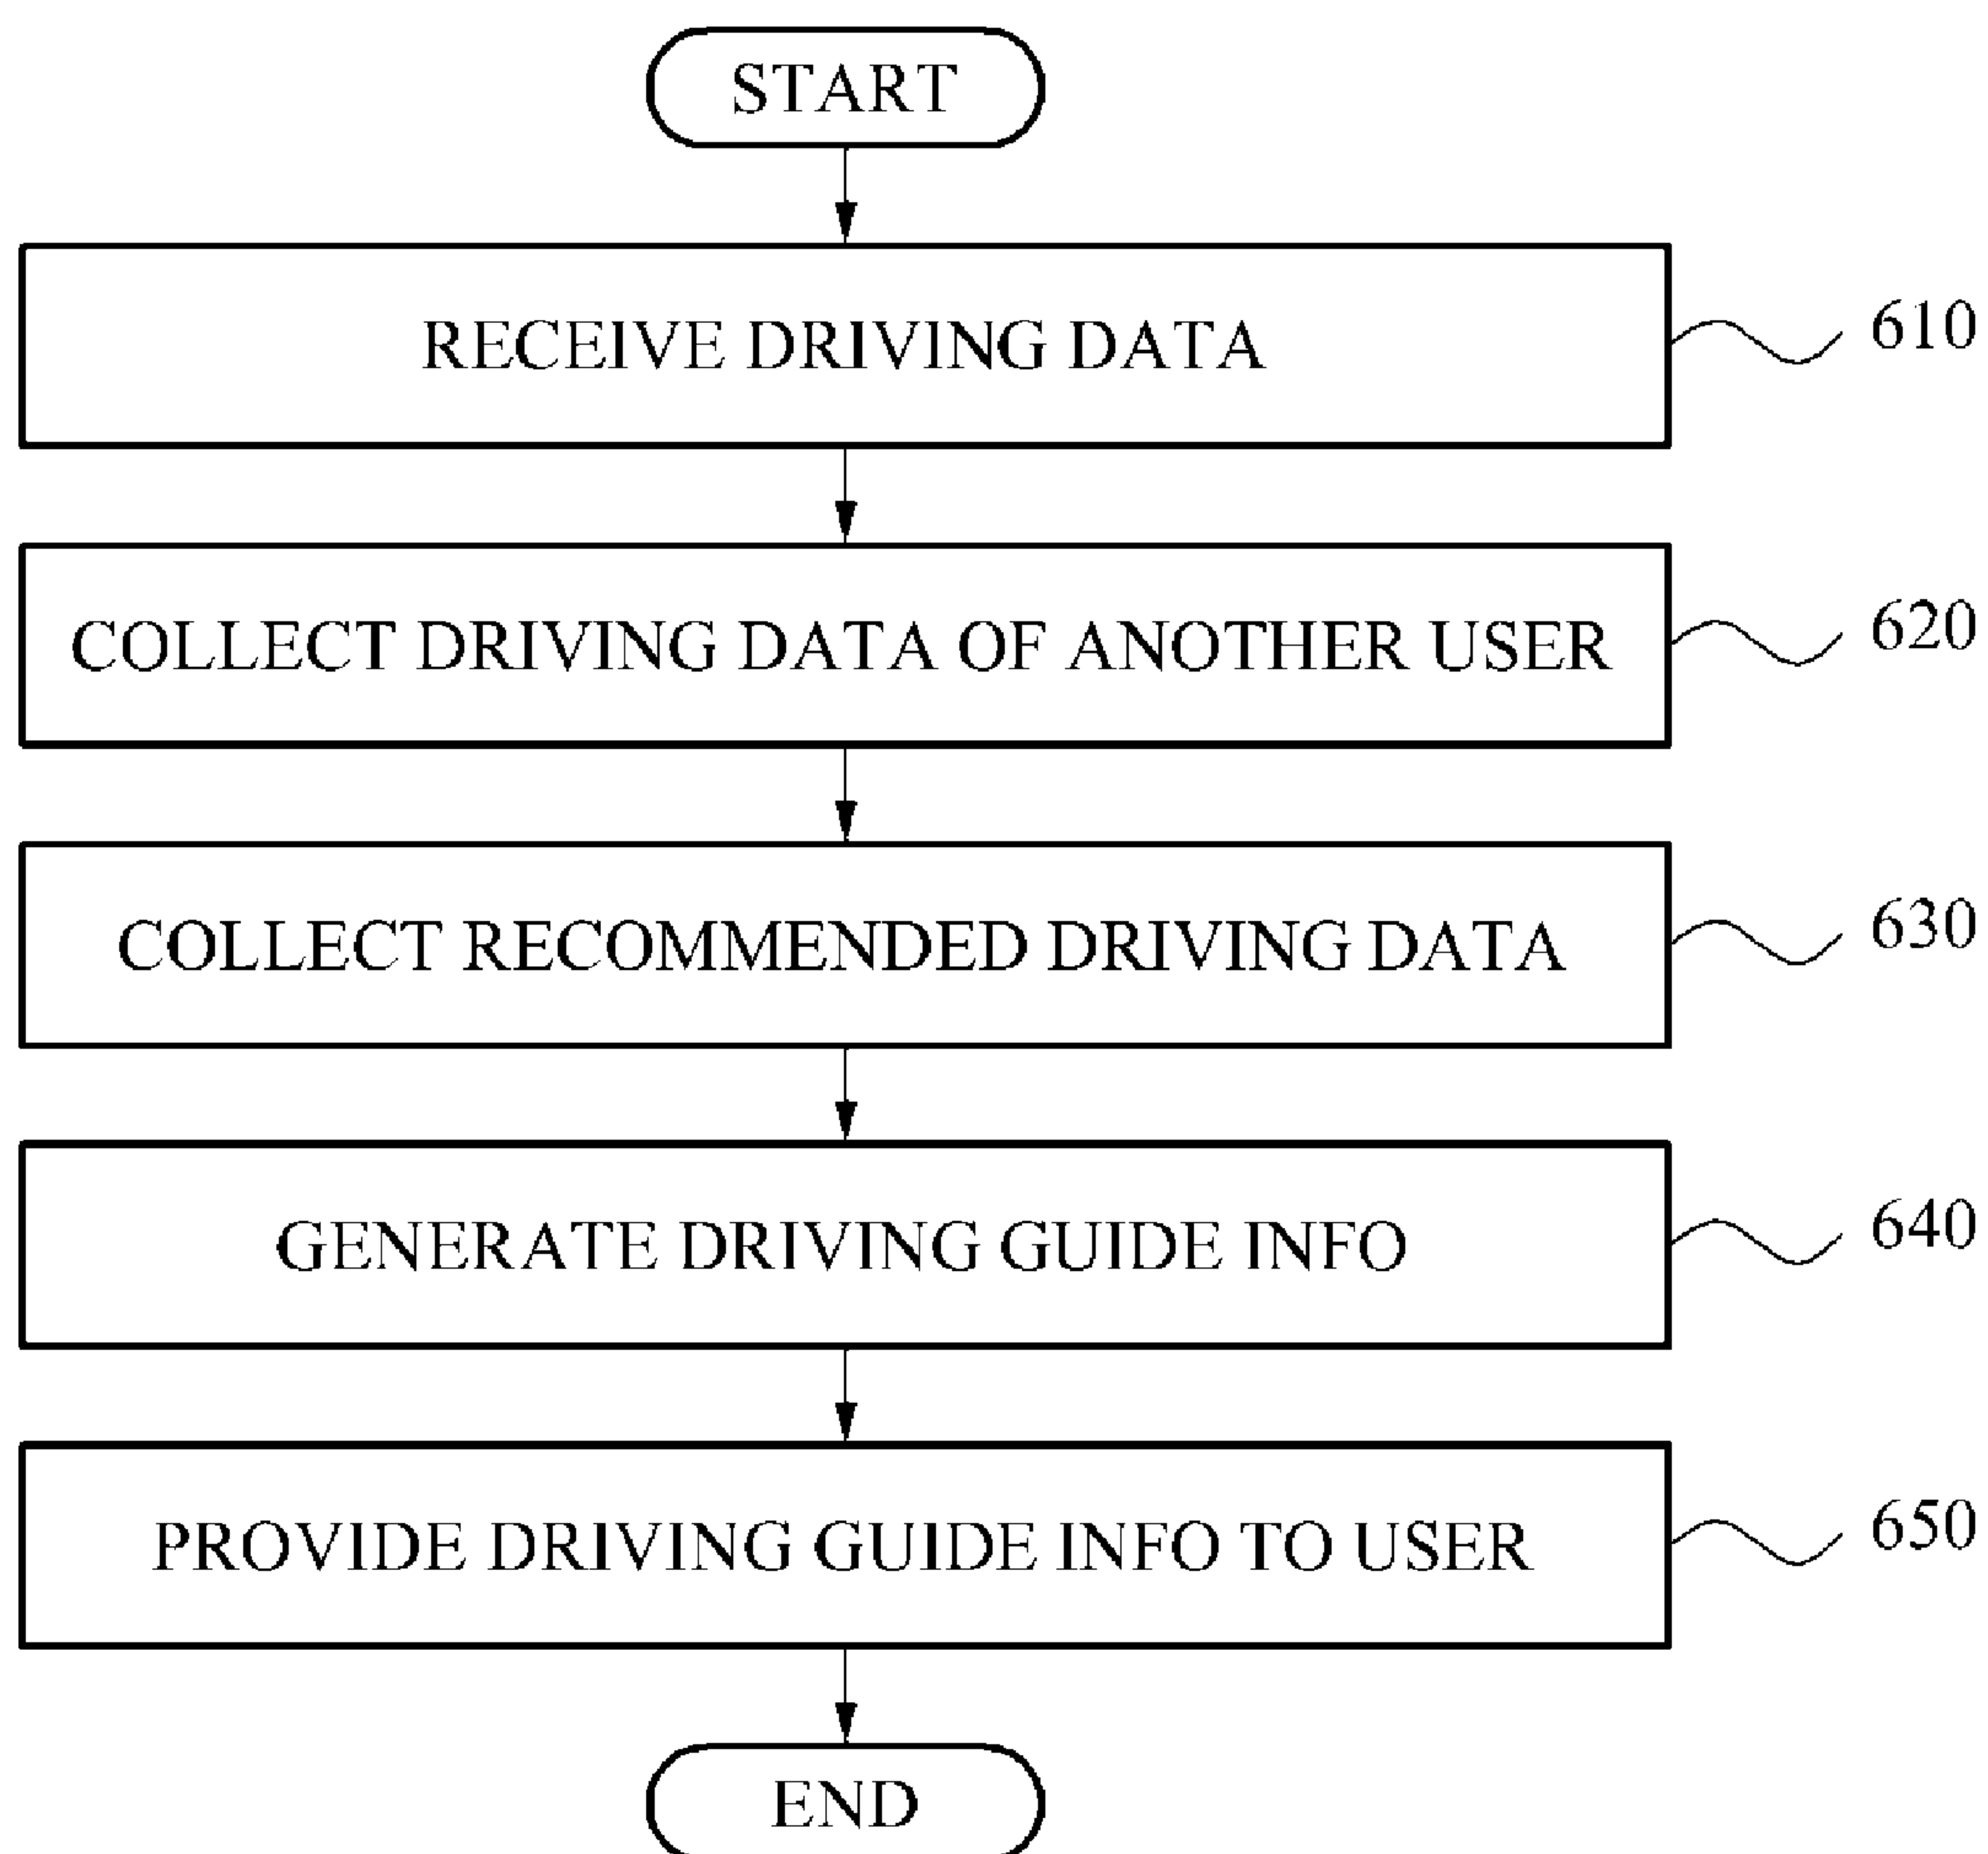 START
RECEIVE DRIVING DATA
610
COLLECT DRIVING DATA OF ANOTHER USER
620
COLLECT RECOMMENDED DRIVING DATA
630
GENERATE DRIVING GUIDE INFO
640
PROVIDE DRIVING GUIDE INFO TO USER
650
END